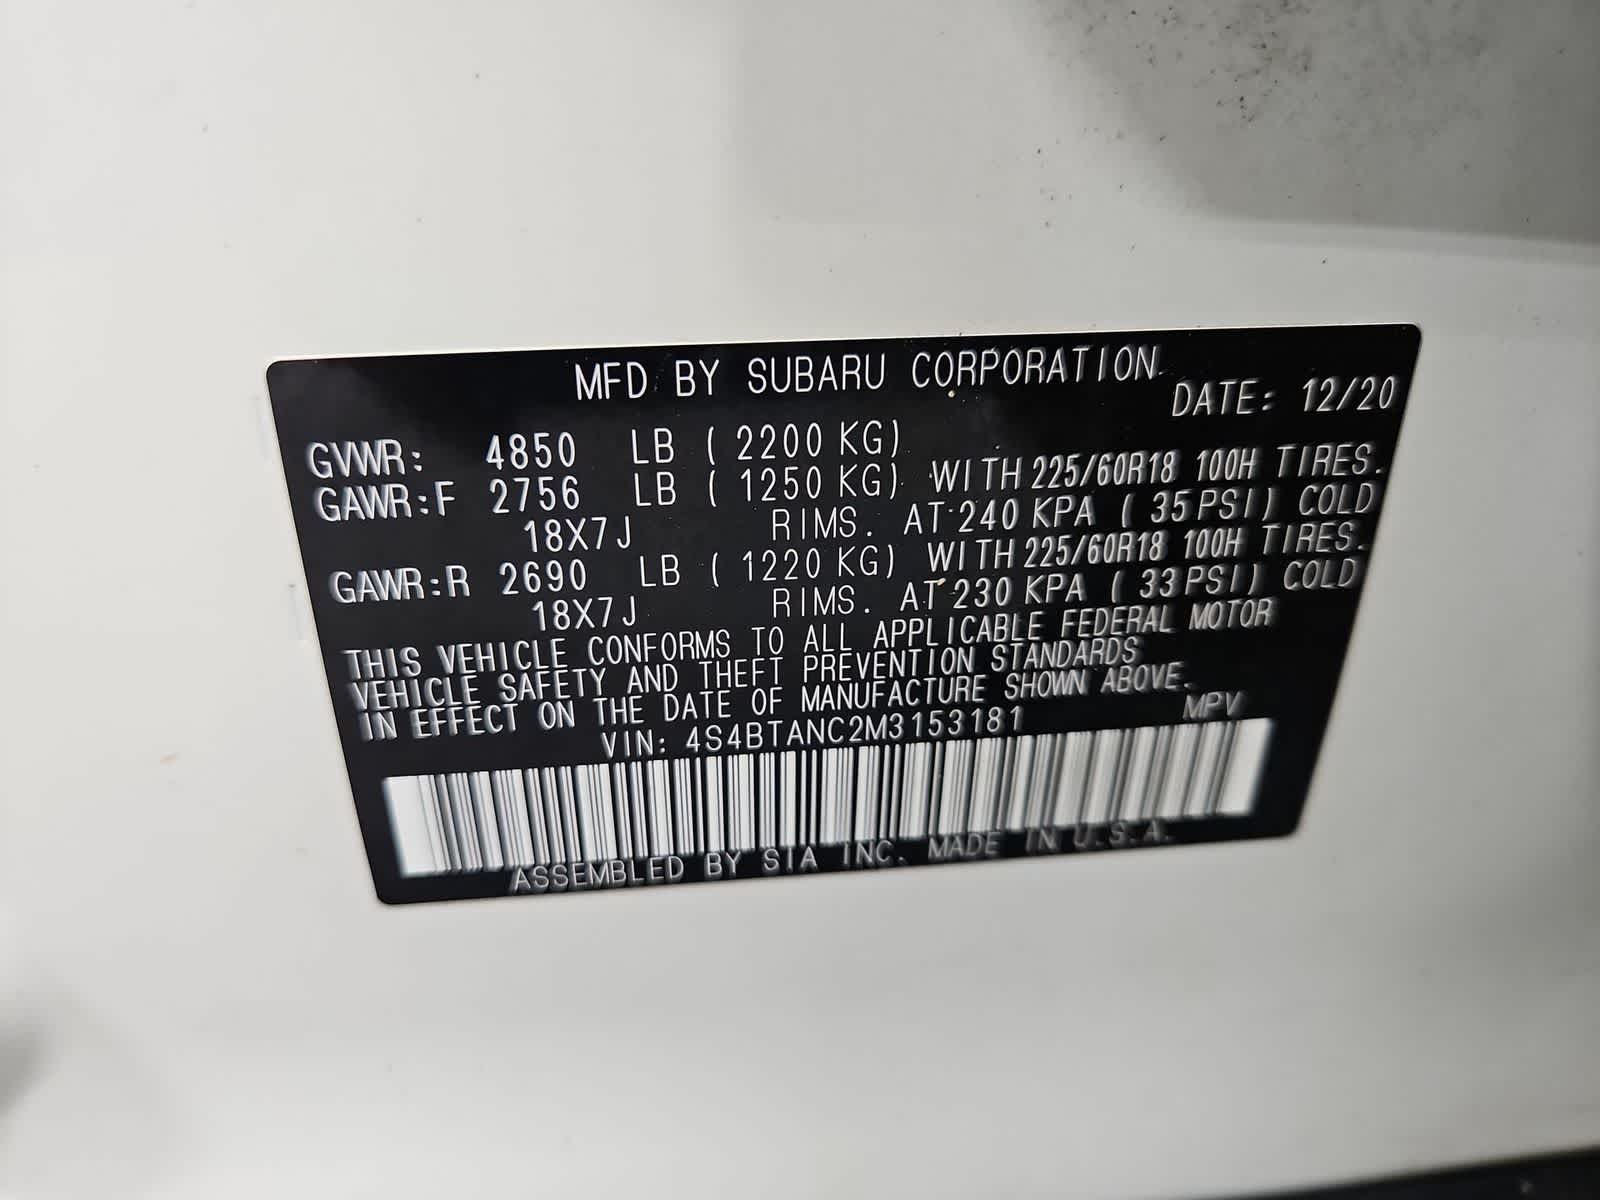 MFD BY SUBARU CORPORATION
DATE: 12/20
GVWR: 4850 LB ( 2200 KG)
GAWR:F 2756 LB ( 1250 KG) WITH 225/60R18 100H TIRES.
18X7J RIMS. AT 240 KPA ( 35PSI) COLD
GAWR:R 2690 LB ( 1220 KG) WITH 225/60R18 100H TIRES.
18X7J RIMS. AT 230 KPA ( 33PSI) COLD
THIS VEHICLE CONFORMS TO ALL APPLICABLE FEDERAL MOTOR
VEHICLE SAFETY AND THEFT PREVENTION STANDARDS
IN EFFECT ON THE DATE OF MANUFACTURE SHOWN ABOVE.
VIN: 4S4BTANC2M3153181 MPV
ASSEMBLED BY SIA INC. MADE IN U.S.A.